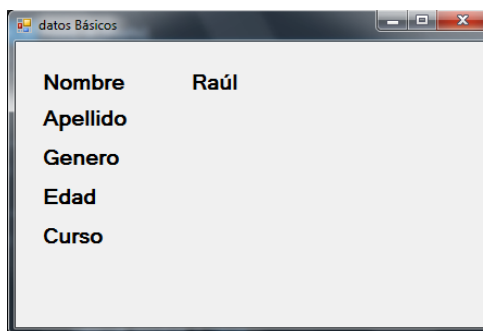 datos Básicos
Nombre Raúl
Apellido
Genero
Edad
Curso